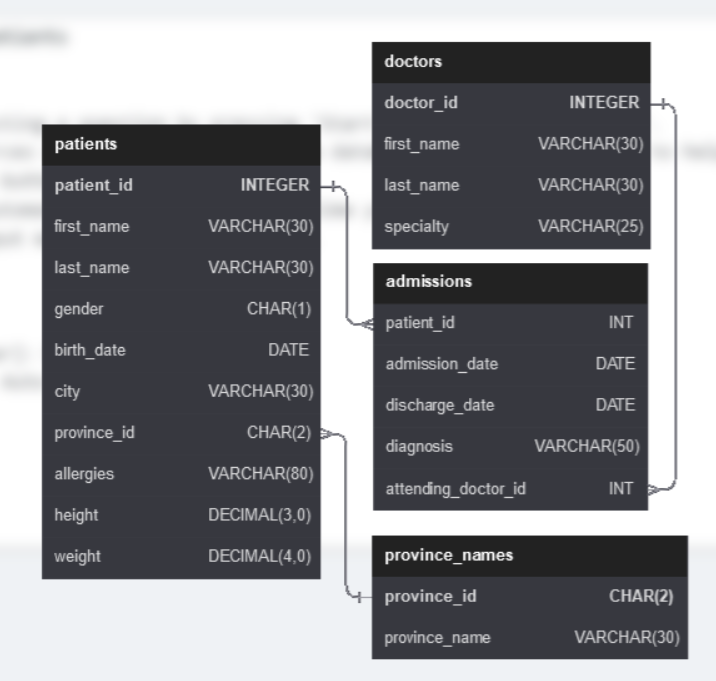 patients
patient_id INTEGER
first_name VARCHAR(30)
last_name VARCHAR(30)
gender CHAR(1)
birth_date DATE
city VARCHAR(30)
province_id CHAR(2)
allergies VARCHAR(80)
height DECIMAL(3,0)
weight DECIMAL(4,0)
doctors
doctor_id INTEGER
first_name VARCHAR(30)
last_name VARCHAR(30)
specialty VARCHAR(25)
admissions
patient_id INT
admission_date DATE
discharge_date DATE
diagnosis VARCHAR(50)
attending_doctor_id INT
province_names
province_id CHAR(2)
province_name VARCHAR(30)